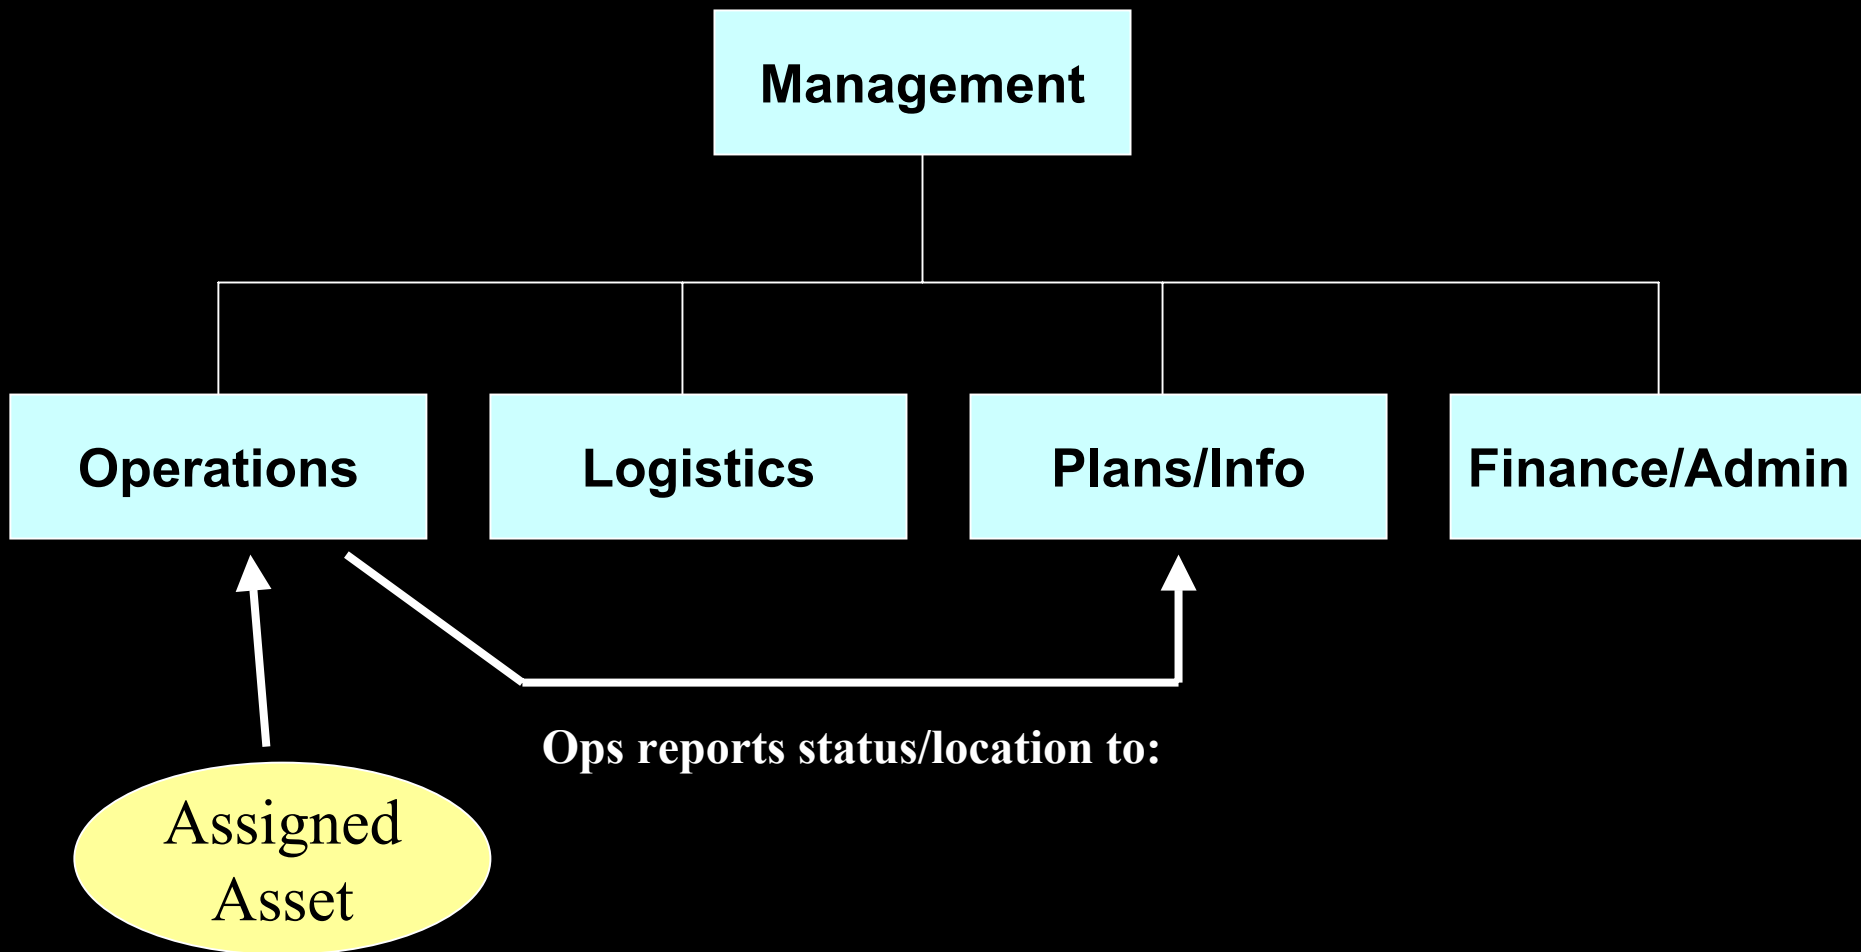 Management
Operations
Logistics
Plans/Info
Finance/Admin
Ops reports status/location to:
Assigned
Asset